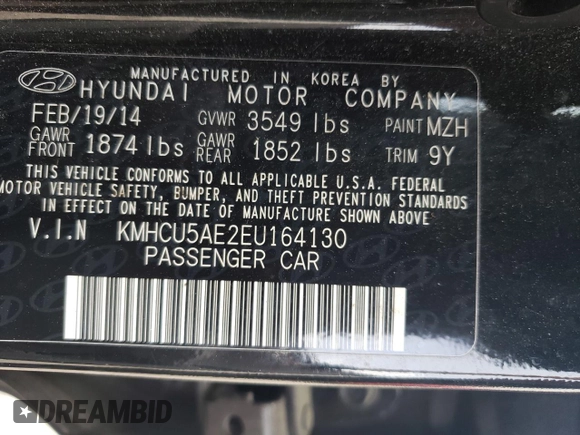 MANUFACTURED IN KOREA BY
HYUNDAI MOTOR COMPANY
FEB/19/14 GVWR 3549 lbs PAINT MZH
GAWR FRONT 1874 lbs GAWR REAR 1852 lbs TRIM 9Y
THIS VEHICLE CONFORMS TO ALL APPLICABLE U.S.A. FEDERAL
MOTOR VEHICLE SAFETY, BUMPER, AND THEFT PREVENTION STANDARDS
IN EFFECT ON THE DATE OF MANUFACTURE SHOWN ABOVE
V.I.N KMHCU5AE2EU164130
PASSENGER CAR
DREAMBID